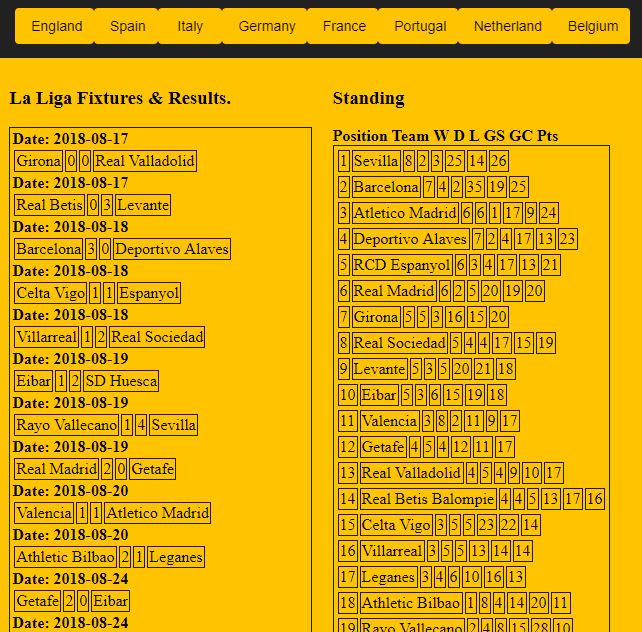 England Spain Italy Germany France Portugal Netherland Belgium
La Liga Fixtures & Results.
Date: 2018-08-17
Girona 0 0 Real Valladolid
Date: 2018-08-17
Real Betis 0 3 Levante
Date: 2018-08-18
Barcelona 3 0 Deportivo Alaves
Date: 2018-08-18
Celta Vigo 1 1 Espanyol
Date: 2018-08-18
Villarreal 1 2 Real Sociedad
Date: 2018-08-19
Eibar 1 2 SD Huesca
Date: 2018-08-19
Rayo Vallecano 1 4 Sevilla
Date: 2018-08-19
Real Madrid 2 0 Getafe
Date: 2018-08-20
Valencia 1 1 Atletico Madrid
Date: 2018-08-20
Athletic Bilbao 2 1 Leganes
Date: 2018-08-24
Getafe 2 0 Eibar
Date: 2018-08-24
Standing
Position Team W D L GS GC Pts
1 Sevilla 8 2 3 25 14 26
2 Barcelona 7 4 2 35 19 25
3 Atletico Madrid 6 6 1 17 9 24
4 Deportivo Alaves 7 2 4 17 13 23
5 RCD Espanyol 6 3 4 17 13 21
6 Real Madrid 6 2 5 20 19 20
7 Girona 5 5 3 16 15 20
8 Real Sociedad 5 4 4 17 15 19
9 Levante 5 3 5 20 21 18
10 Eibar 5 3 6 15 19 18
11 Valencia 3 8 2 11 9 17
12 Getafe 4 5 4 12 11 17
13 Real Valladolid 4 5 4 9 10 17
14 Real Betis Balompie 4 4 5 13 17 16
15 Celta Vigo 3 5 5 23 22 14
16 Villarreal 3 5 5 13 14 14
17 Leganes 3 4 6 10 16 13
18 Athletic Bilbao 1 8 4 14 20 11
19 Rayo Vallecano 2 4 8 15 28 10